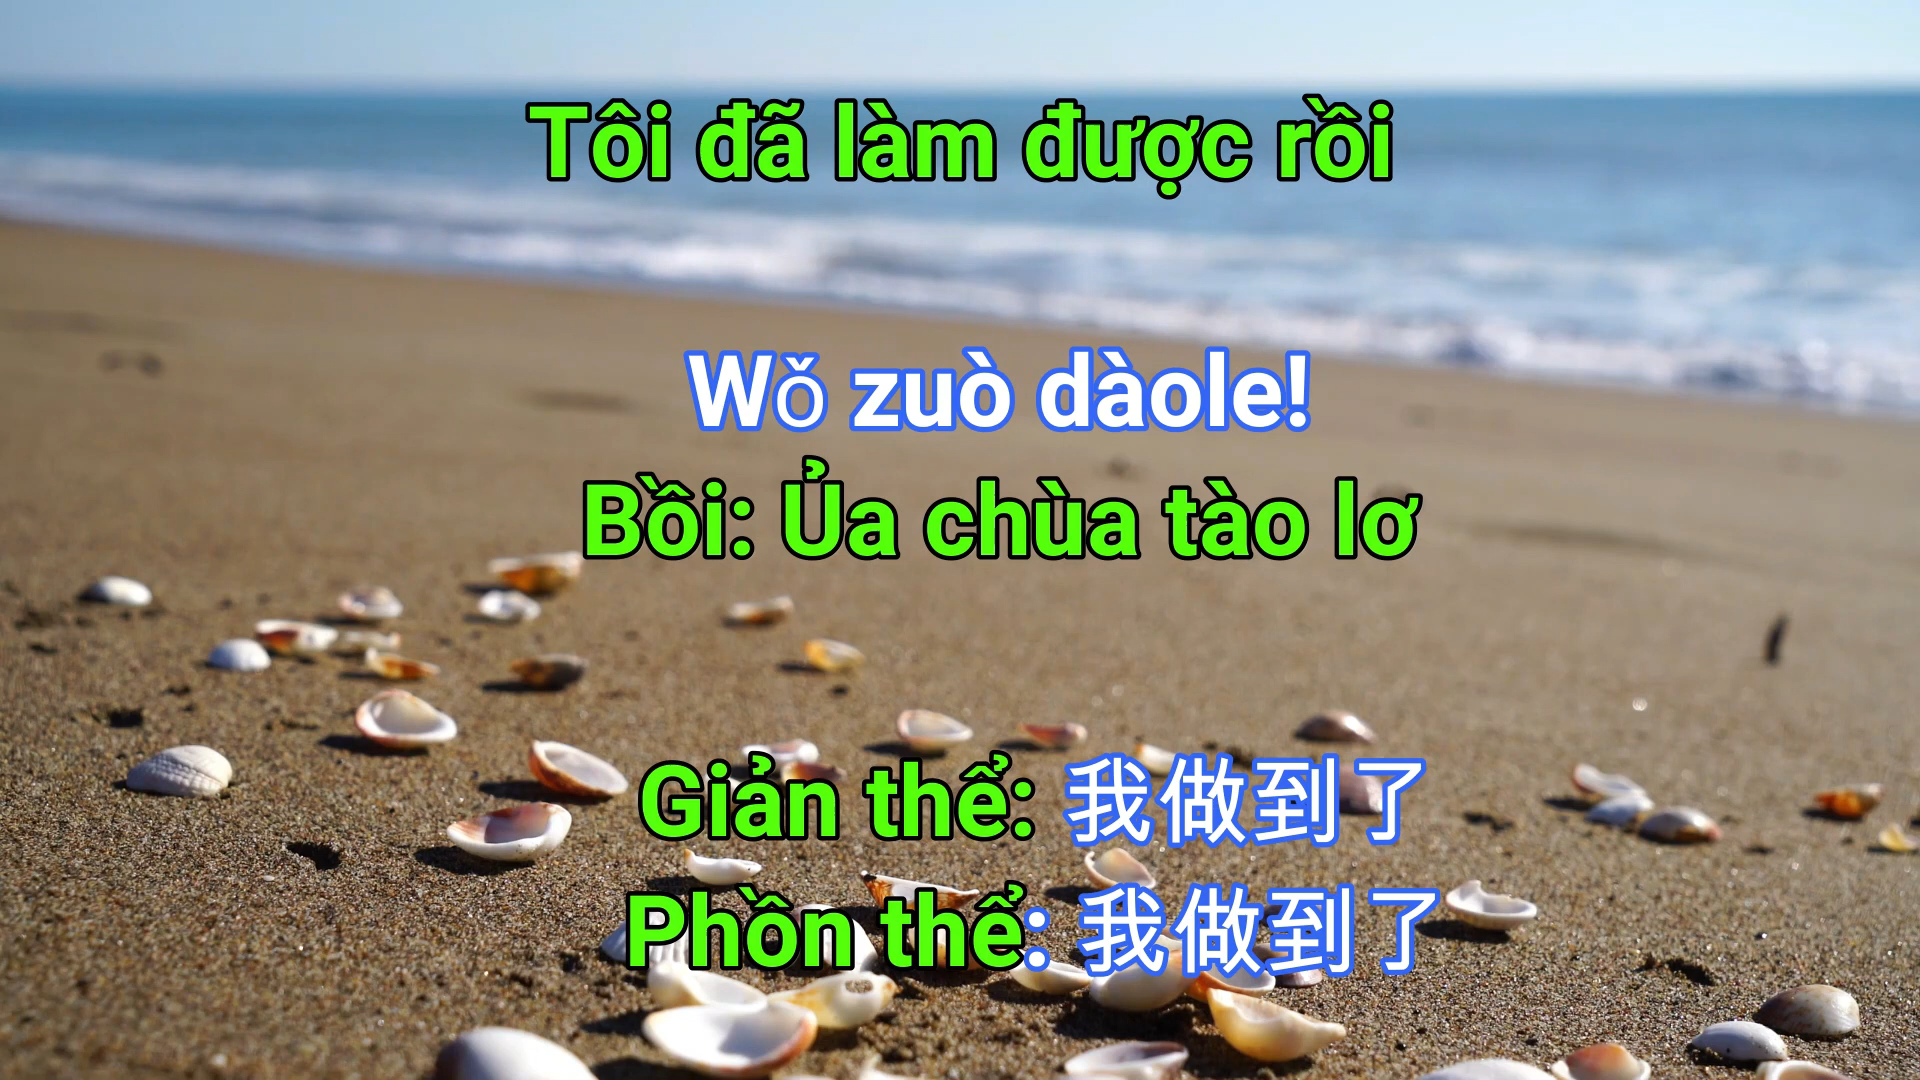 Tôi đã làm được rồi
Wǒ zuò dàole!
Bồi: Ủa chùa tào lơ
Giản thể: 我做到了
Phồn thể: 我做到了